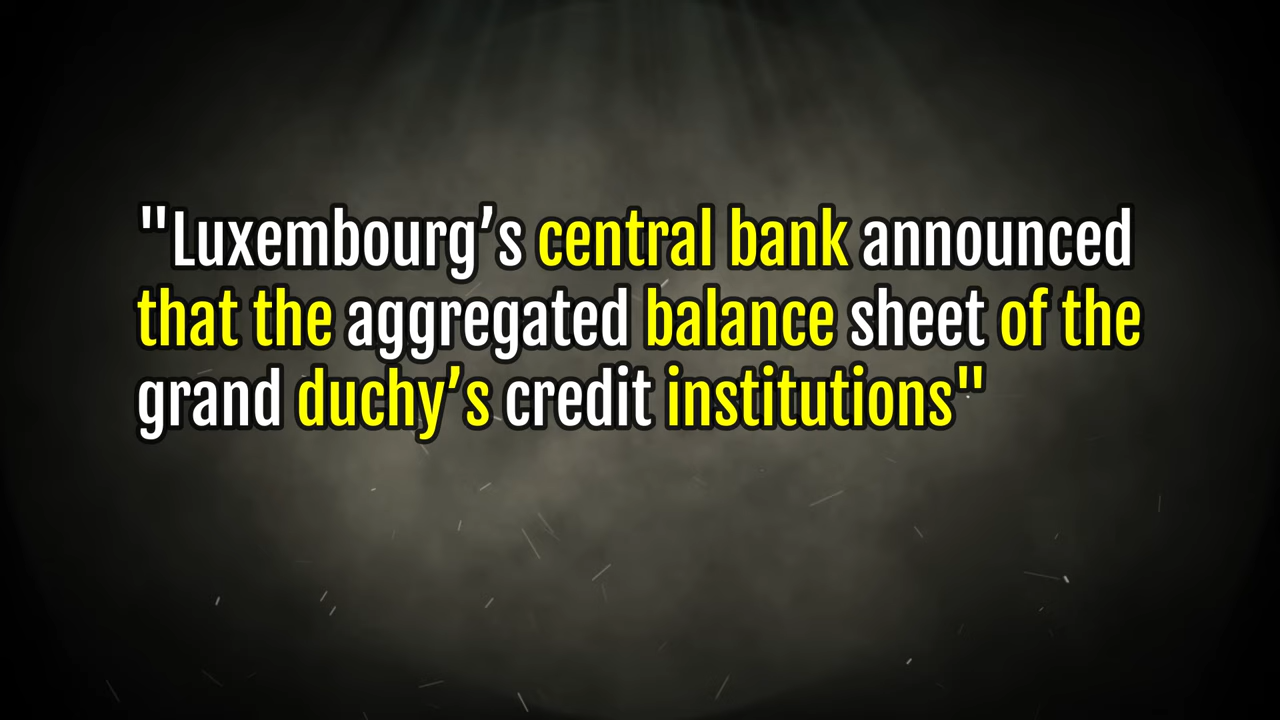 "Luxembourg’s central bank announced
that the aggregated balance sheet of the
grand duchy’s credit institutions"